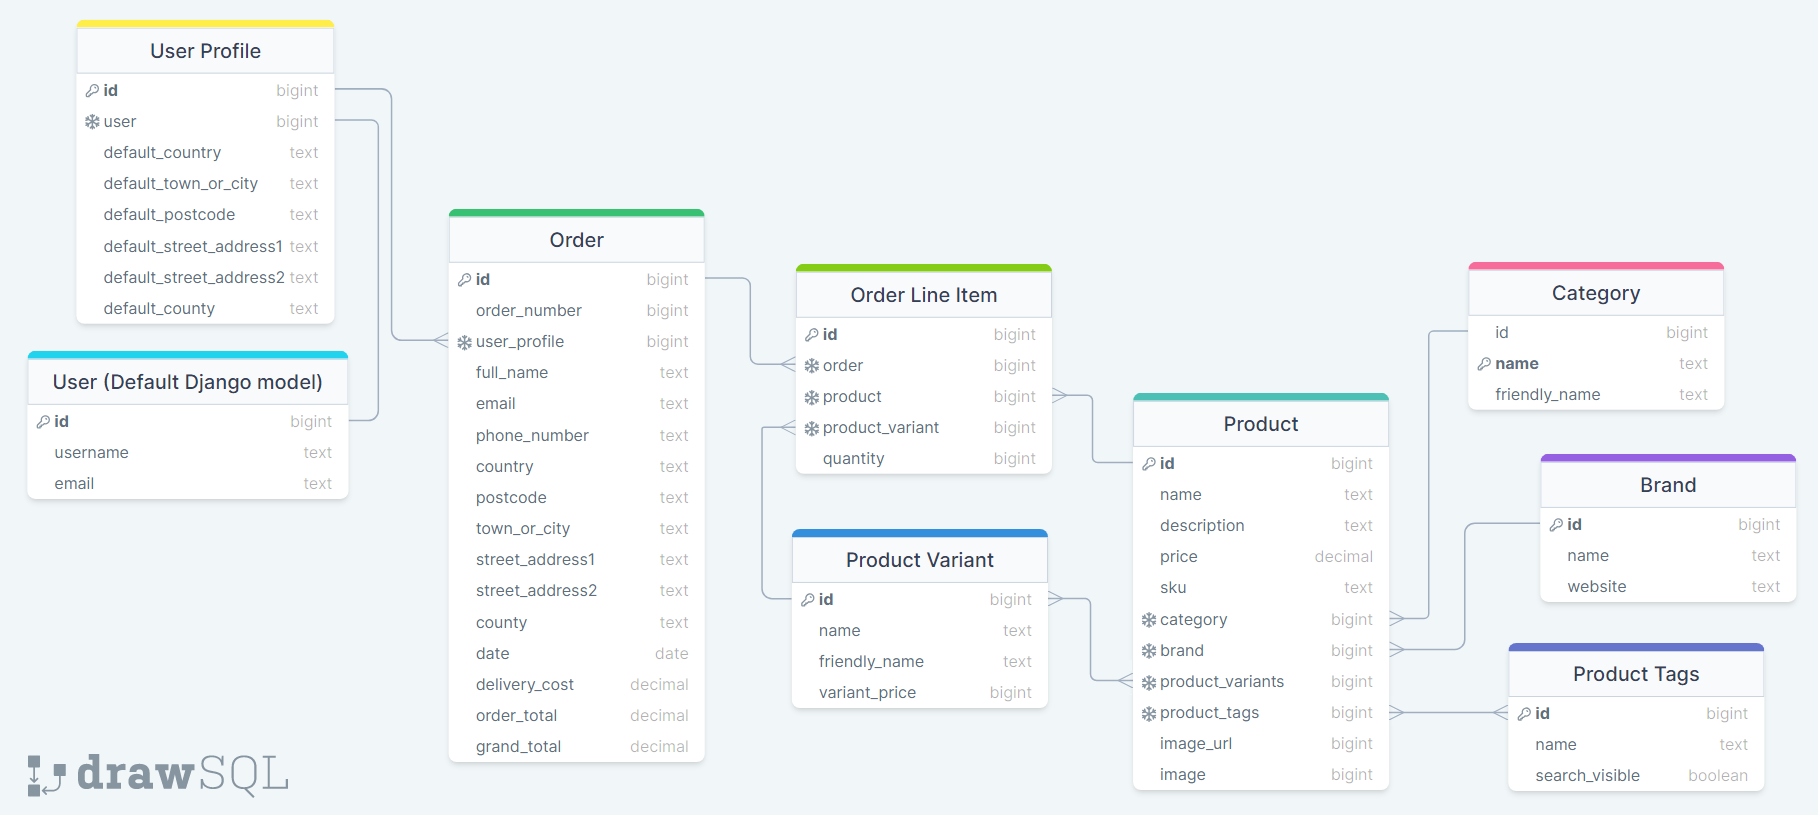 User Profile
id bigint
user bigint
default_country text
default_town_or_city text
default_postcode text
default_street_address1 text
default_street_address2 text
default_county text
User (Default Django model)
id bigint
username text
email text
Order
id bigint
order_number bigint
user_profile bigint
full_name text
email text
phone_number text
country text
postcode text
town_or_city text
street_address1 text
street_address2 text
county text
date date
delivery_cost decimal
order_total decimal
grand_total decimal
Order Line Item
id bigint
order bigint
product bigint
product_variant bigint
quantity bigint
Product Variant
id bigint
name text
friendly_name text
variant_price bigint
Product
id bigint
name text
description text
price decimal
sku text
category bigint
brand bigint
product_variants bigint
product_tags bigint
image_url bigint
image bigint
Category
id bigint
name text
friendly_name text
Brand
id bigint
name text
website text
Product Tags
id bigint
name text
search_visible boolean
drawSQL